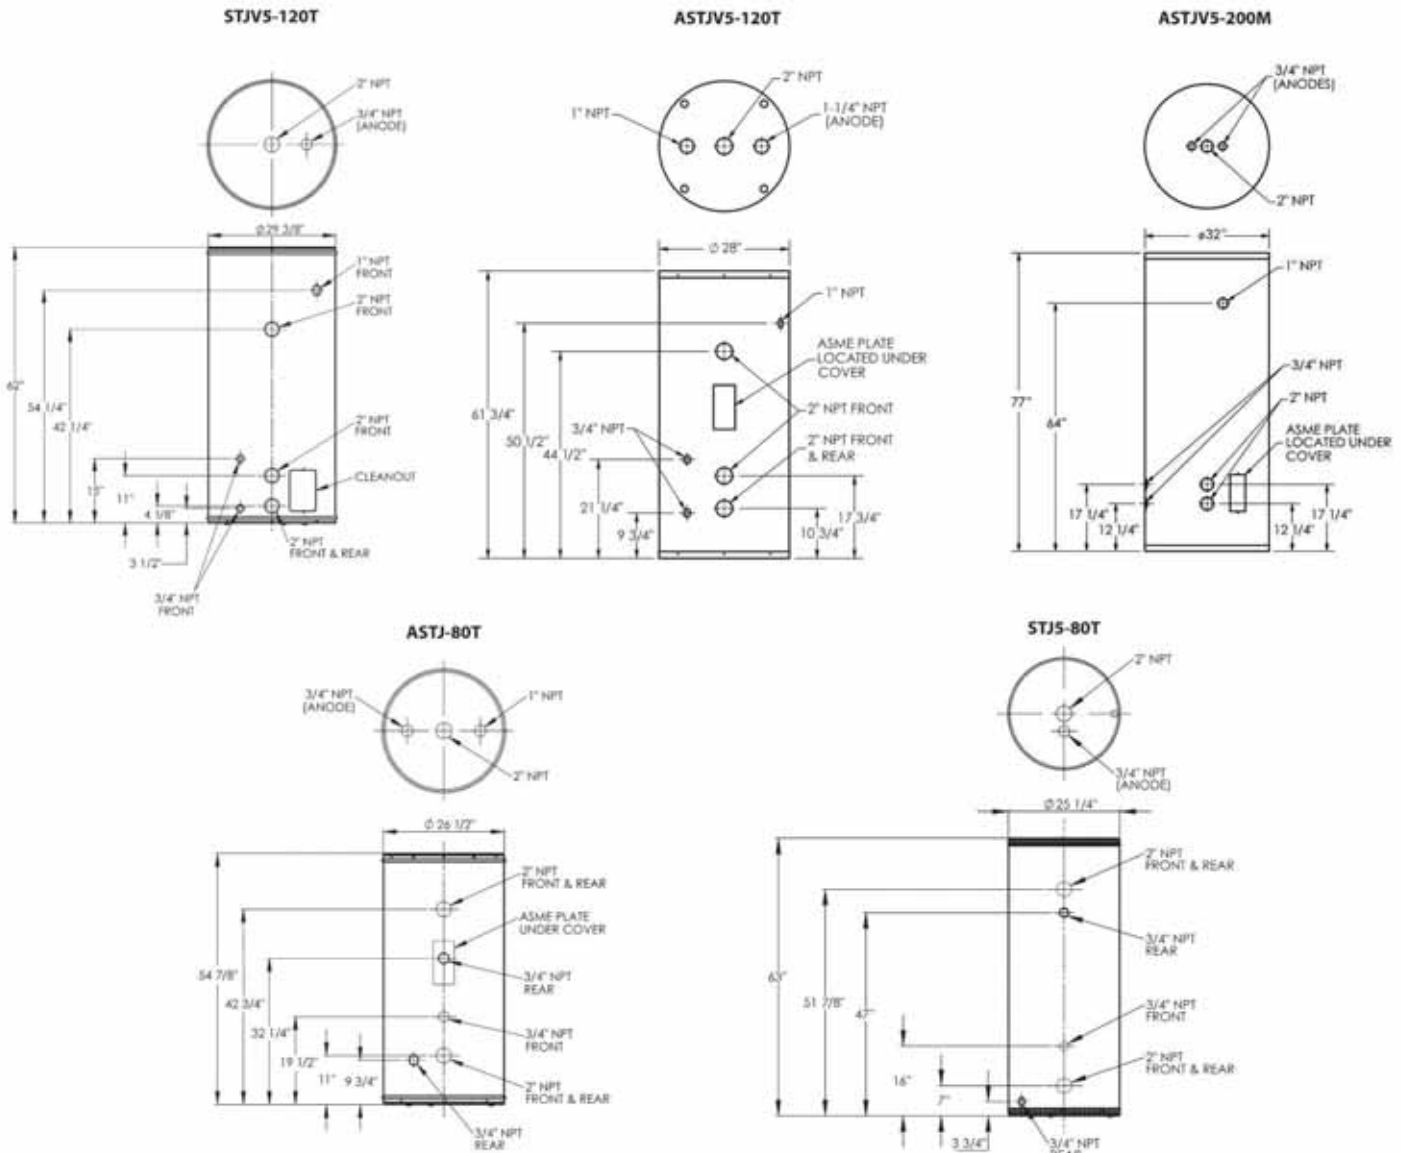 STJV5-120T
2" NPT
3/4" NPT
(ANODE)
Ø29 3/8"
1" NPT
FRONT
2" NPT
FRONT
62"
54 1/4"
42 1/4"
2" NPT
FRONT
CLEANOUT
15"
11"
4 1/8"
3 1/2"
2" NPT
FRONT & REAR
3/4" NPT
FRONT
ASTJV5-120T
2" NPT
1" NPT
1-1/4" NPT
(ANODE)
Ø 28"
1" NPT
ASME PLATE
LOCATED UNDER
COVER
61 3/4"
50 1/2"
44 1/2"
2" NPT FRONT
3/4" NPT
2" NPT FRONT
& REAR
21 1/4"
9 3/4"
17 3/4"
10 3/4"
ASTJV5-200M
3/4" NPT
(ANODES)
2" NPT
ø32"
1" NPT
77"
64"
3/4" NPT
2" NPT
ASME PLATE
LOCATED UNDER
COVER
17 1/4"
12 1/4"
12 1/4"
17 1/4"
ASTJ-80T
3/4" NPT
(ANODE)
1" NPT
2" NPT
Ø 26 1/2"
2" NPT
FRONT & REAR
ASME PLATE
UNDER COVER
54 7/8"
42 3/4"
32 1/4"
3/4" NPT
REAR
3/4" NPT
FRONT
19 1/2"
11"
9 3/4"
2" NPT
FRONT & REAR
3/4" NPT
REAR
STJ5-80T
2" NPT
3/4" NPT
(ANODE)
Ø25 1/4"
2" NPT
FRONT & REAR
3/4" NPT
REAR
63"
51 7/8"
47"
3/4" NPT
FRONT
2" NPT
FRONT & REAR
16"
7"
3 3/4"
3/4" NPT